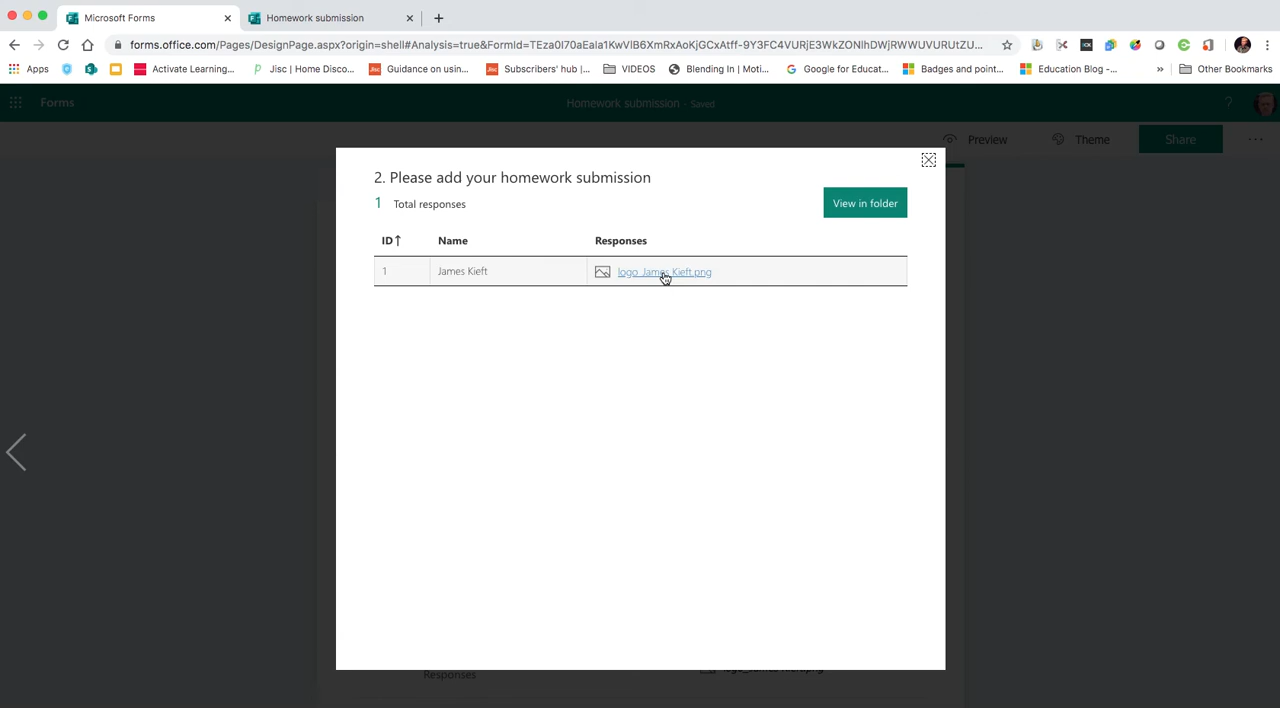 Microsoft Forms
Homework submission
forms.office.com/Pages/DesignPage.aspx?origin=shell#Analysis=true&FormId=TEza0I70aEaIa1KwVlB6XmRxAoKjGCxAtff-9Y3FC4VURjE3WkZONlhDWjRWWUVURUtZU...
Apps
Activate Learning...
Jisc | Home Disco...
Guidance on usin...
Subscribers' hub |...
VIDEOS
Blending In | Moti...
Google for Educat...
Badges and point...
Education Blog -...
»
Other Bookmarks
Forms
Homework submission - Saved
?
Preview
Theme
Share
...
2. Please add your homework submission
1 Total responses
View in folder
ID↑ Name Responses
1 James Kieft logo_James Kieft.png
Responses